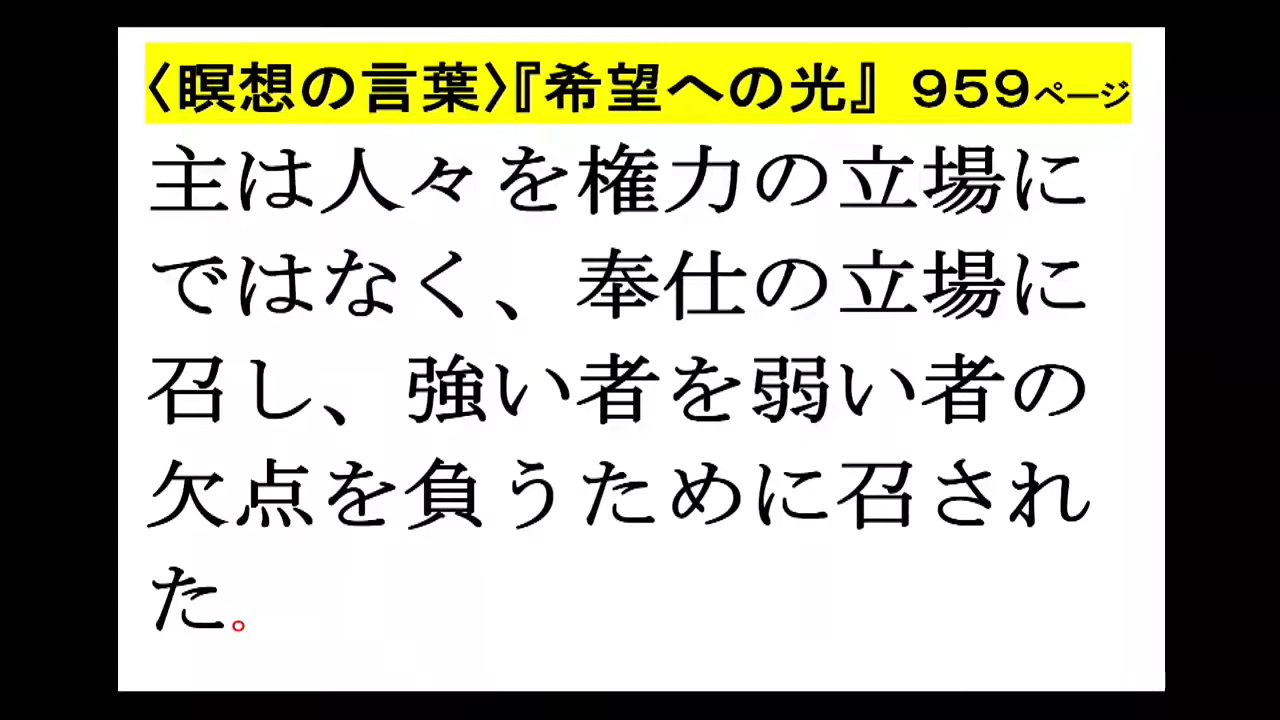 〈瞑想の言葉〉『希望への光』 959ページ
主は人々を権力の立場に
ではなく、奉仕の立場に
召し、強い者を弱い者の
欠点を負うために召され
た。